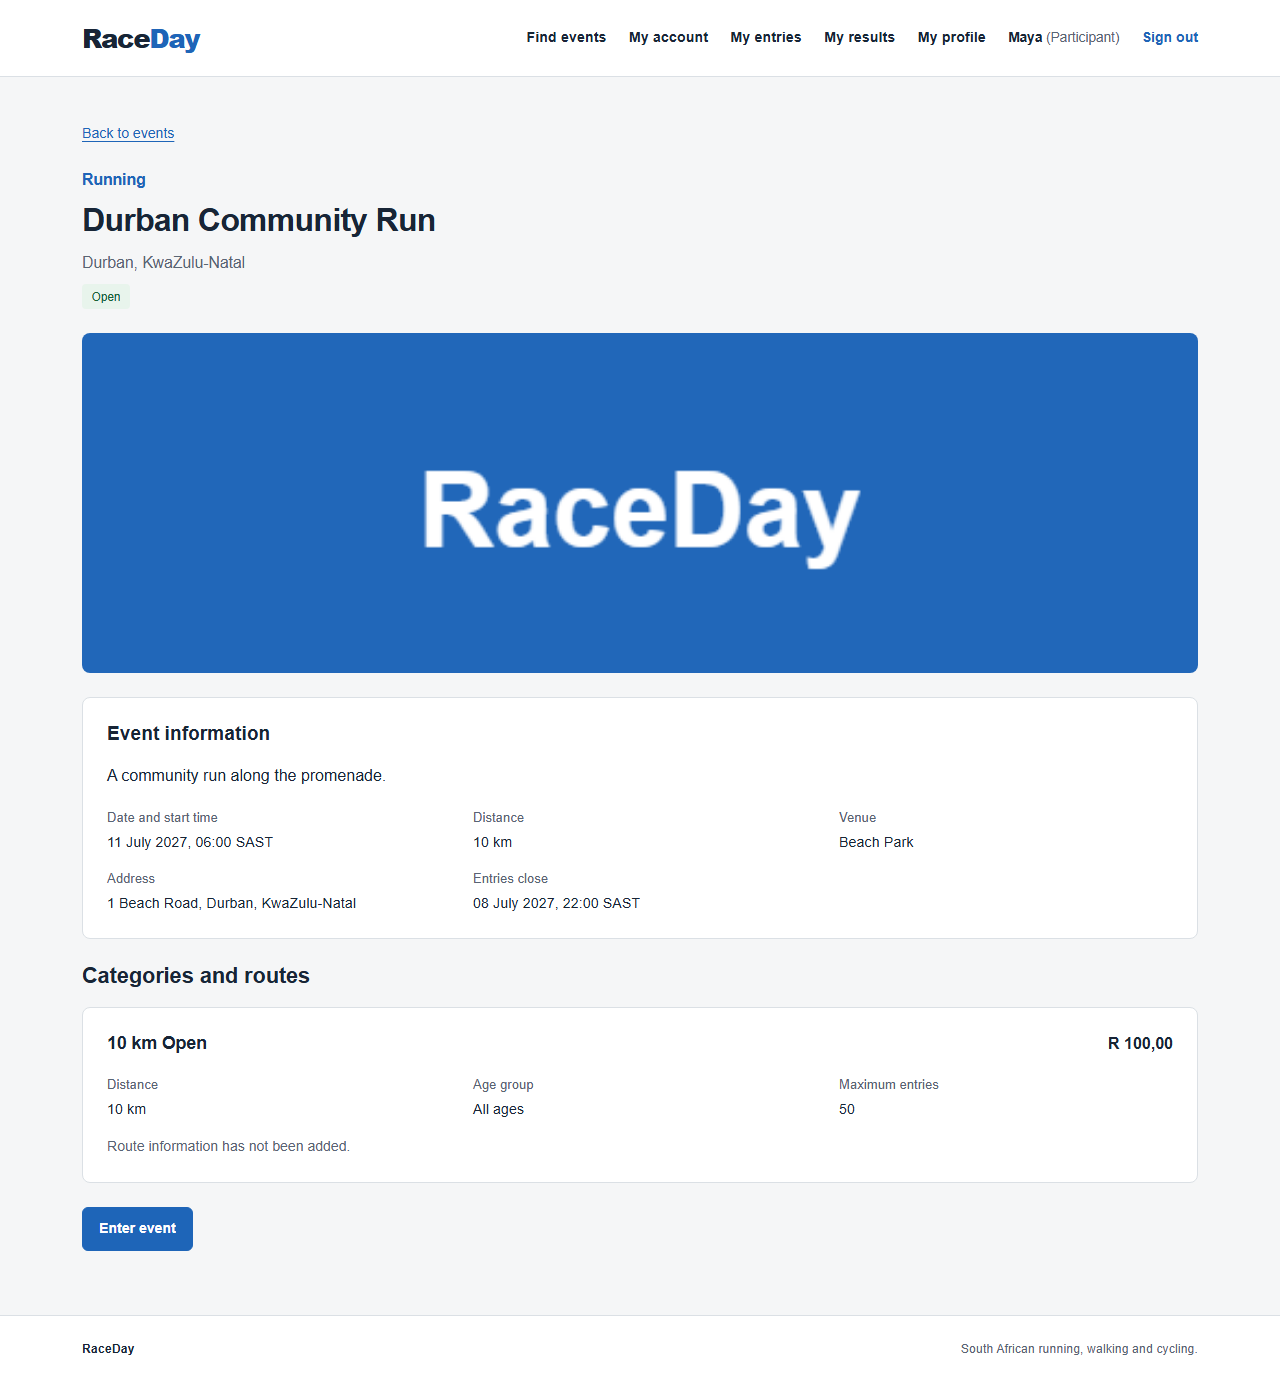 RaceDay
Find events My account My entries My results My profile Maya (Participant) Sign out
Back to events
Running
Durban Community Run
Durban, KwaZulu-Natal
Open
RaceDay
Event information
A community run along the promenade.
Date and start time Distance Venue
11 July 2027, 06:00 SAST 10 km Beach Park
Address Entries close
1 Beach Road, Durban, KwaZulu-Natal 08 July 2027, 22:00 SAST
Categories and routes
10 km Open R 100,00
Distance Age group Maximum entries
10 km All ages 50
Route information has not been added.
Enter event
RaceDay South African running, walking and cycling.